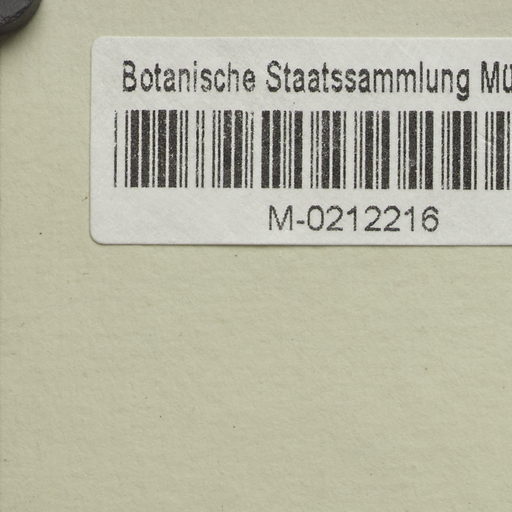 Botanische Staatssammlung Mü
M-0212216